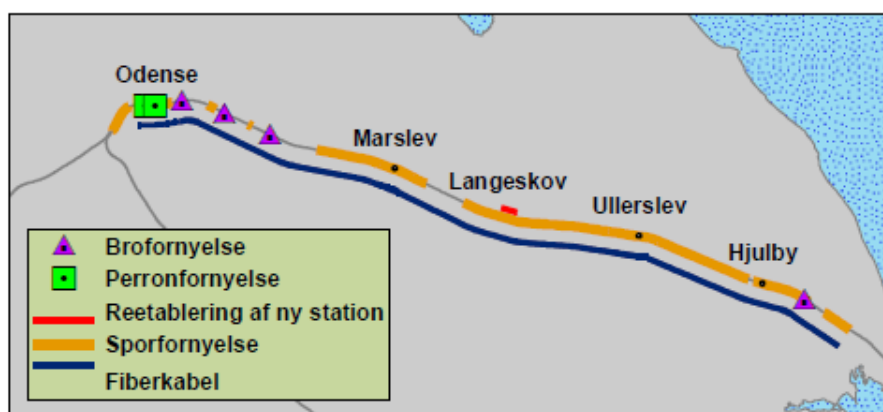 Odense
Marslev
Langeskov
Ullerslev
Hjulby
Brofornyelse
Perronfornyelse
Reetablering af ny station
Sporfornyelse
Fiberkabel